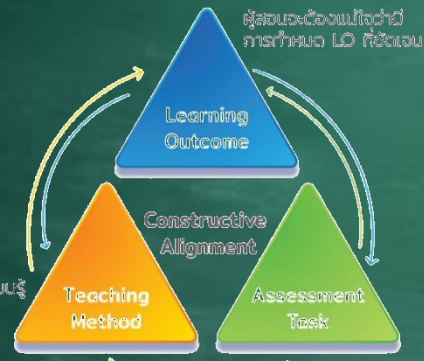 ผู้สอนจะต้องแน่ใจว่ามี
การกำหนด LO ที่ชัดเจน
Learning
Outcome
Constructive
Alignment
Teaching
Method
Assessment
Task